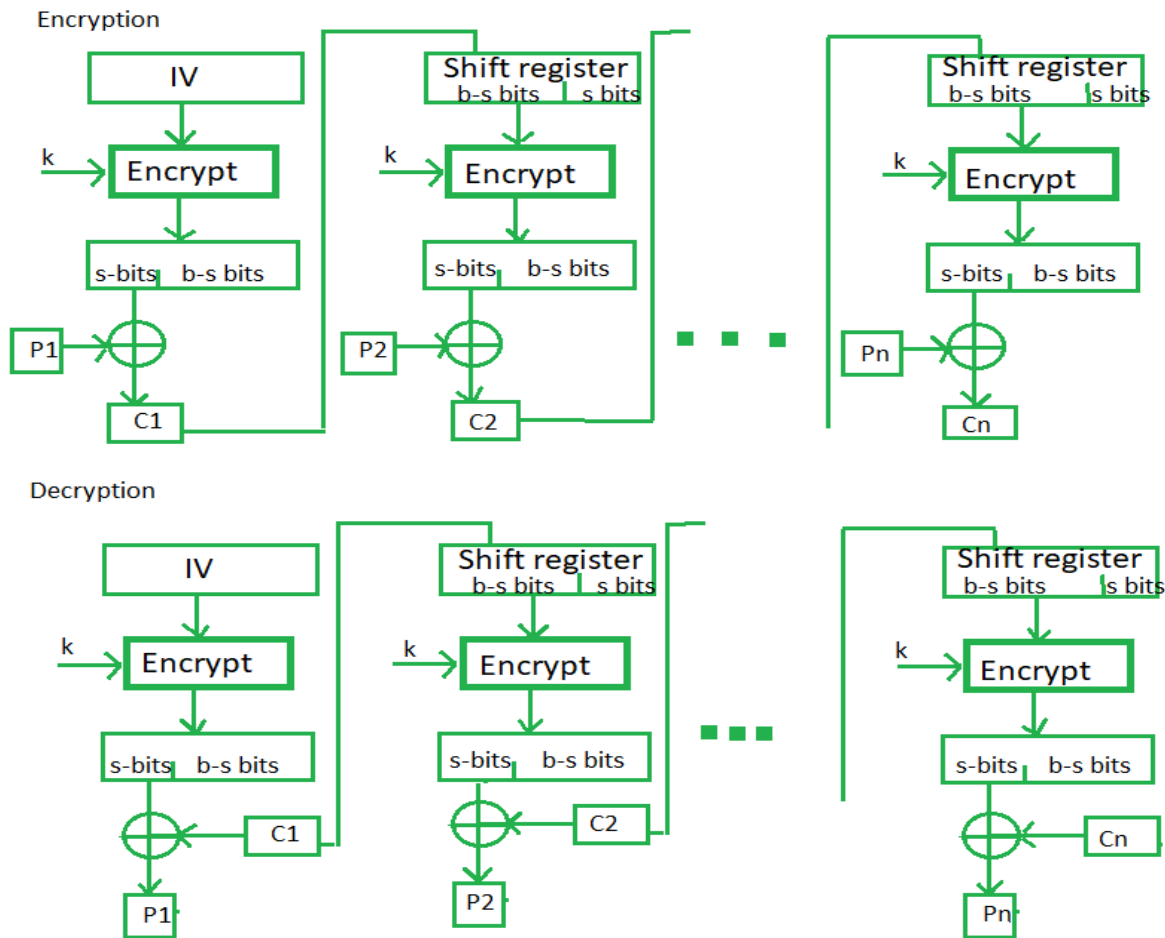 Encryption
IV
Shift register
b-s bits s bits
Shift register
b-s bits s bits
k
Encrypt
k
Encrypt
k
Encrypt
s-bits b-s bits
s-bits b-s bits
s-bits b-s bits
P1
P2
Pn
C1
C2
Cn
Decryption
IV
Shift register
b-s bits s bits
Shift register
b-s bits s bits
k
Encrypt
k
Encrypt
k
Encrypt
s-bits b-s bits
s-bits b-s bits
s-bits b-s bits
C1
C2
Cn
P1
P2
Pn